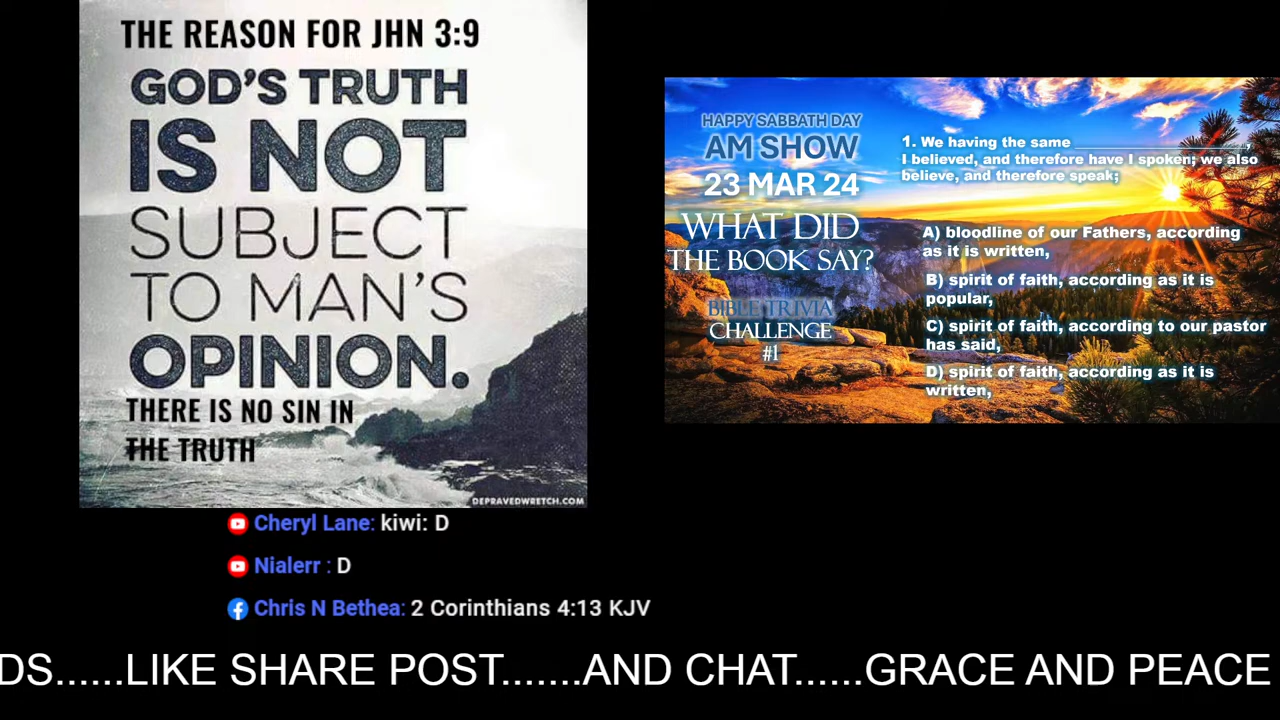 THE REASON FOR JHN 3:9
GOD'S TRUTH
IS NOT
SUBJECT
TO MAN'S
OPINION.
THERE IS NO SIN IN
THE TRUTH
DEPRAVEDWRETCH.COM
HAPPY SABBATH DAY
AM SHOW
23 MAR 24
WHAT DID
THE BOOK SAY?
BIBLE TRIVIA
CHALLENGE
#1
1. We having the same ________________________,
I believed, and therefore have I spoken; we also
believe, and therefore speak;
A) bloodline of our Fathers, according
as it is written,
B) spirit of faith, according as it is
popular,
C) spirit of faith, according to our pastor
has said,
D) spirit of faith, according as it is
written,
Cheryl Lane: kiwi: D
Nialerr : D
Chris N Bethea: 2 Corinthians 4:13 KJV
DS......LIKE SHARE POST.......AND CHAT......GRACE AND PEACE